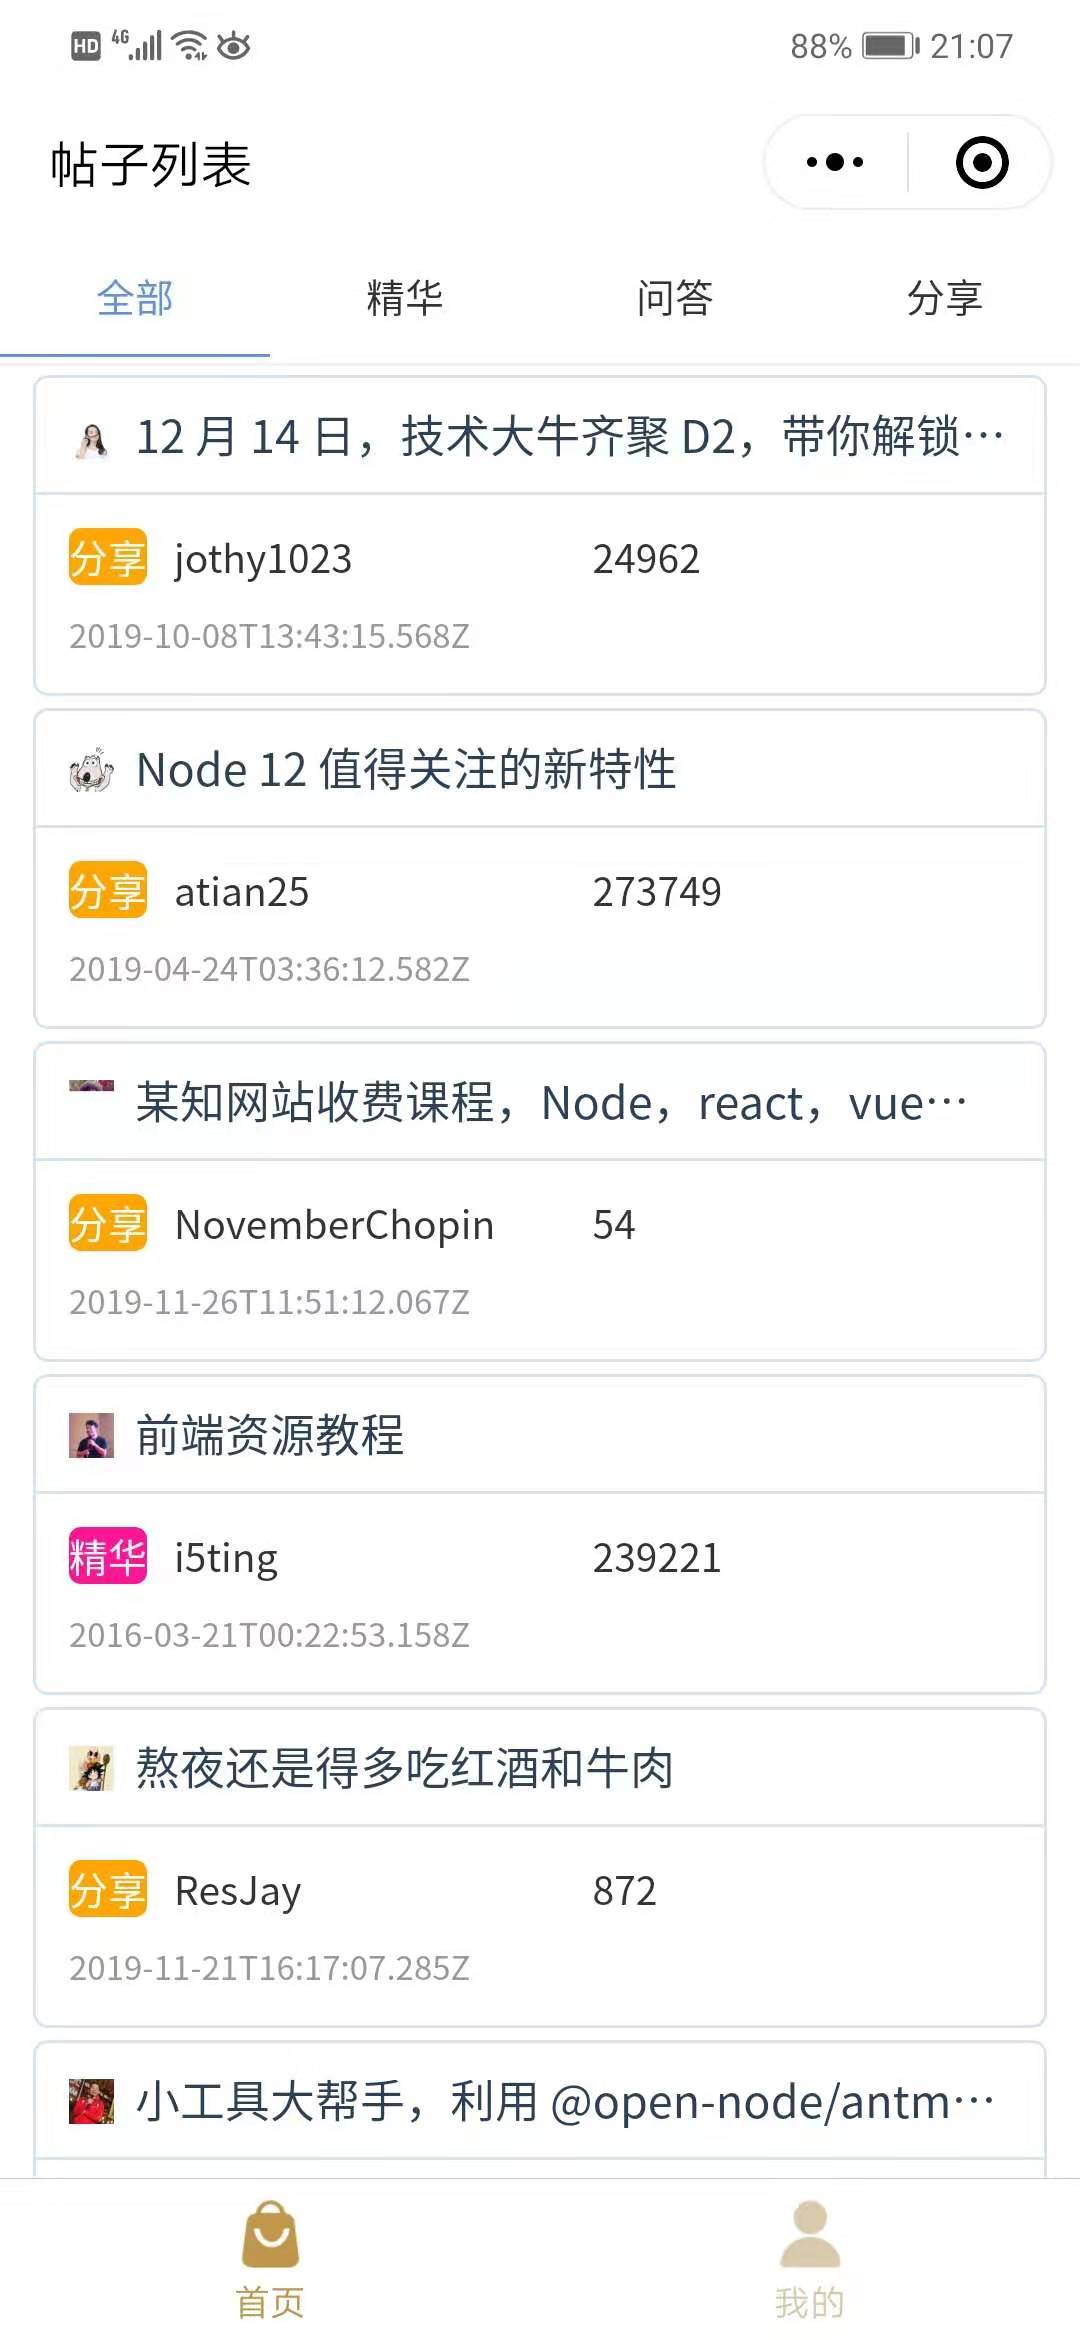 HD 4G 88% 21:07
帖子列表
全部 精华 问答 分享
12 月 14 日，技术大牛齐聚 D2，带你解锁…
分享 jothy1023 24962
2019-10-08T13:43:15.568Z
Node 12 值得关注的新特性
分享 atian25 273749
2019-04-24T03:36:12.582Z
某知网站收费课程，Node，react，vue…
分享 NovemberChopin 54
2019-11-26T11:51:12.067Z
前端资源教程
精华 i5ting 239221
2016-03-21T00:22:53.158Z
熬夜还是得多吃红酒和牛肉
分享 ResJay 872
2019-11-21T16:17:07.285Z
小工具大帮手，利用 @open-node/antm…
首页 我的